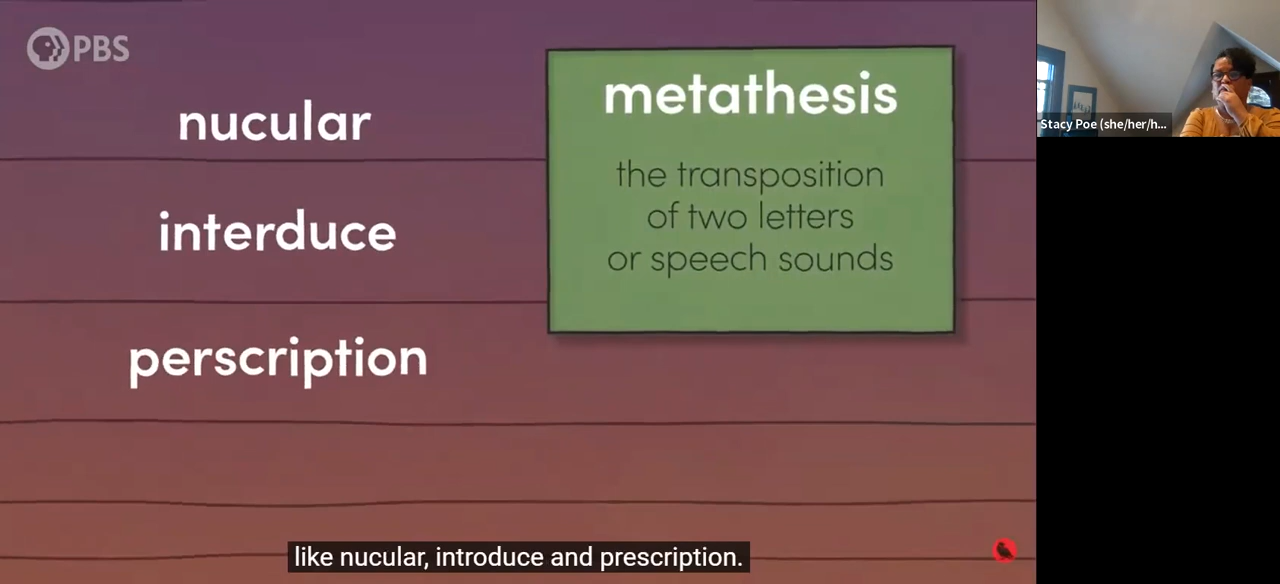 PBS
nucular
interduce
perscription
metathesis
the transposition
of two letters
or speech sounds
like nucular, introduce and prescription.
Stacy Poe (she/her/h...